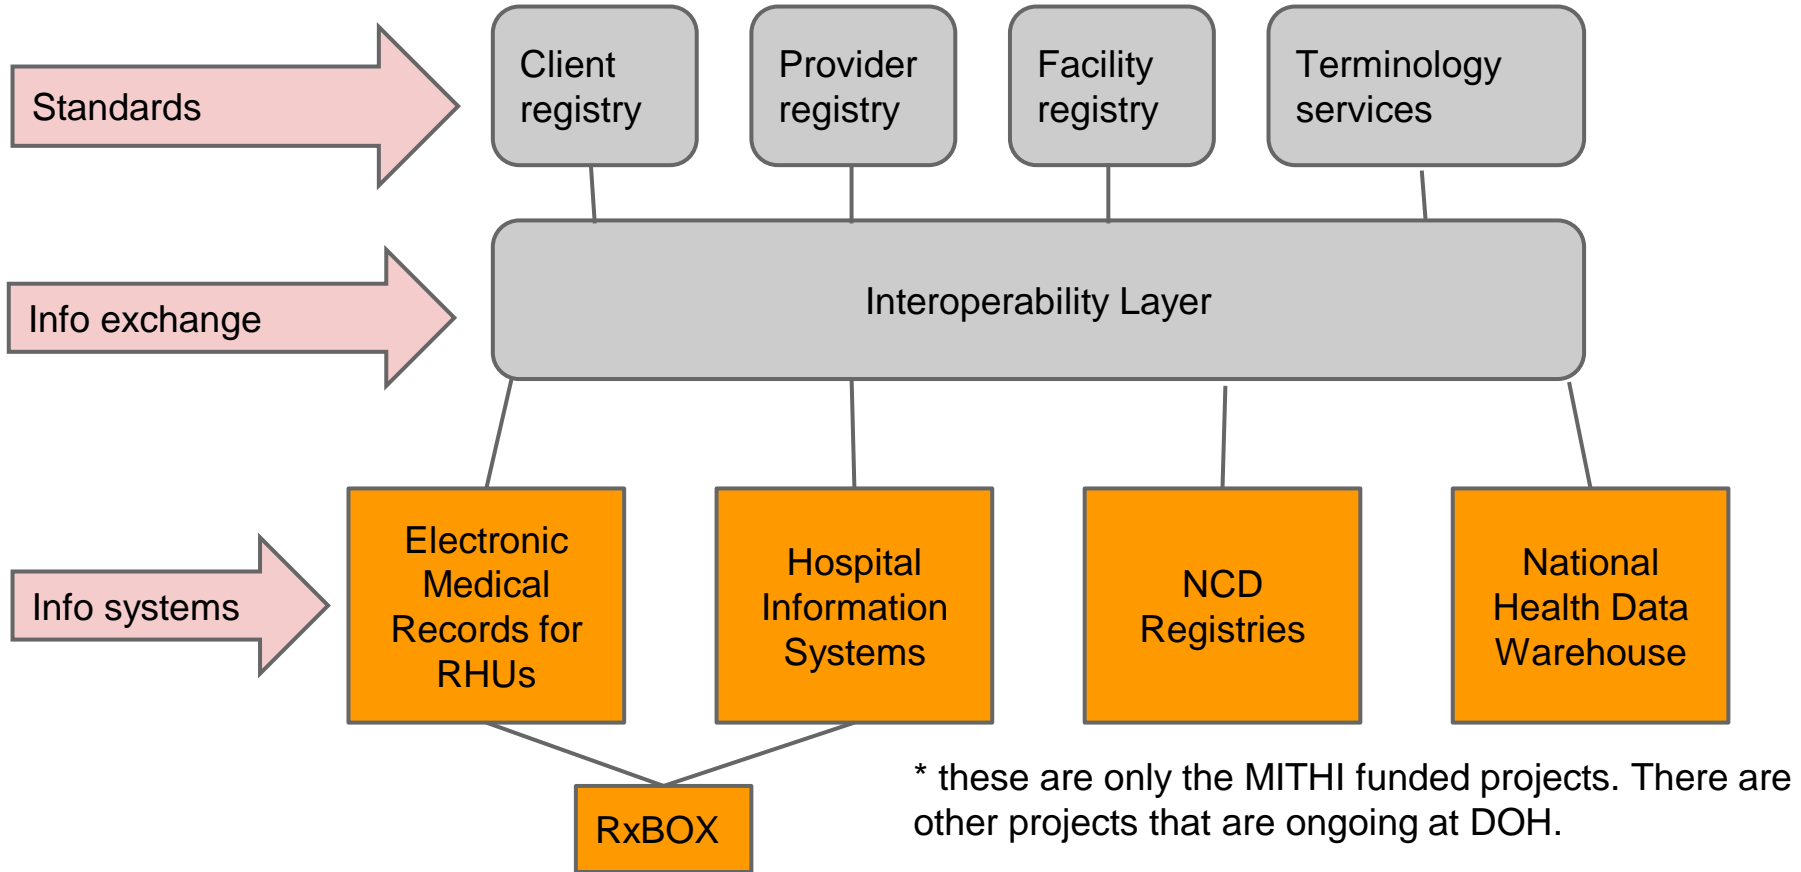 Standards
Client
registry
Provider
registry
Facility
registry
Terminology
services
Info exchange
Interoperability Layer
Info systems
Electronic
Medical
Records for
RHUs
Hospital
Information
Systems
NCD
Registries
National
Health Data
Warehouse
RxBOX
* these are only the MITHI funded projects. There are
other projects that are ongoing at DOH.